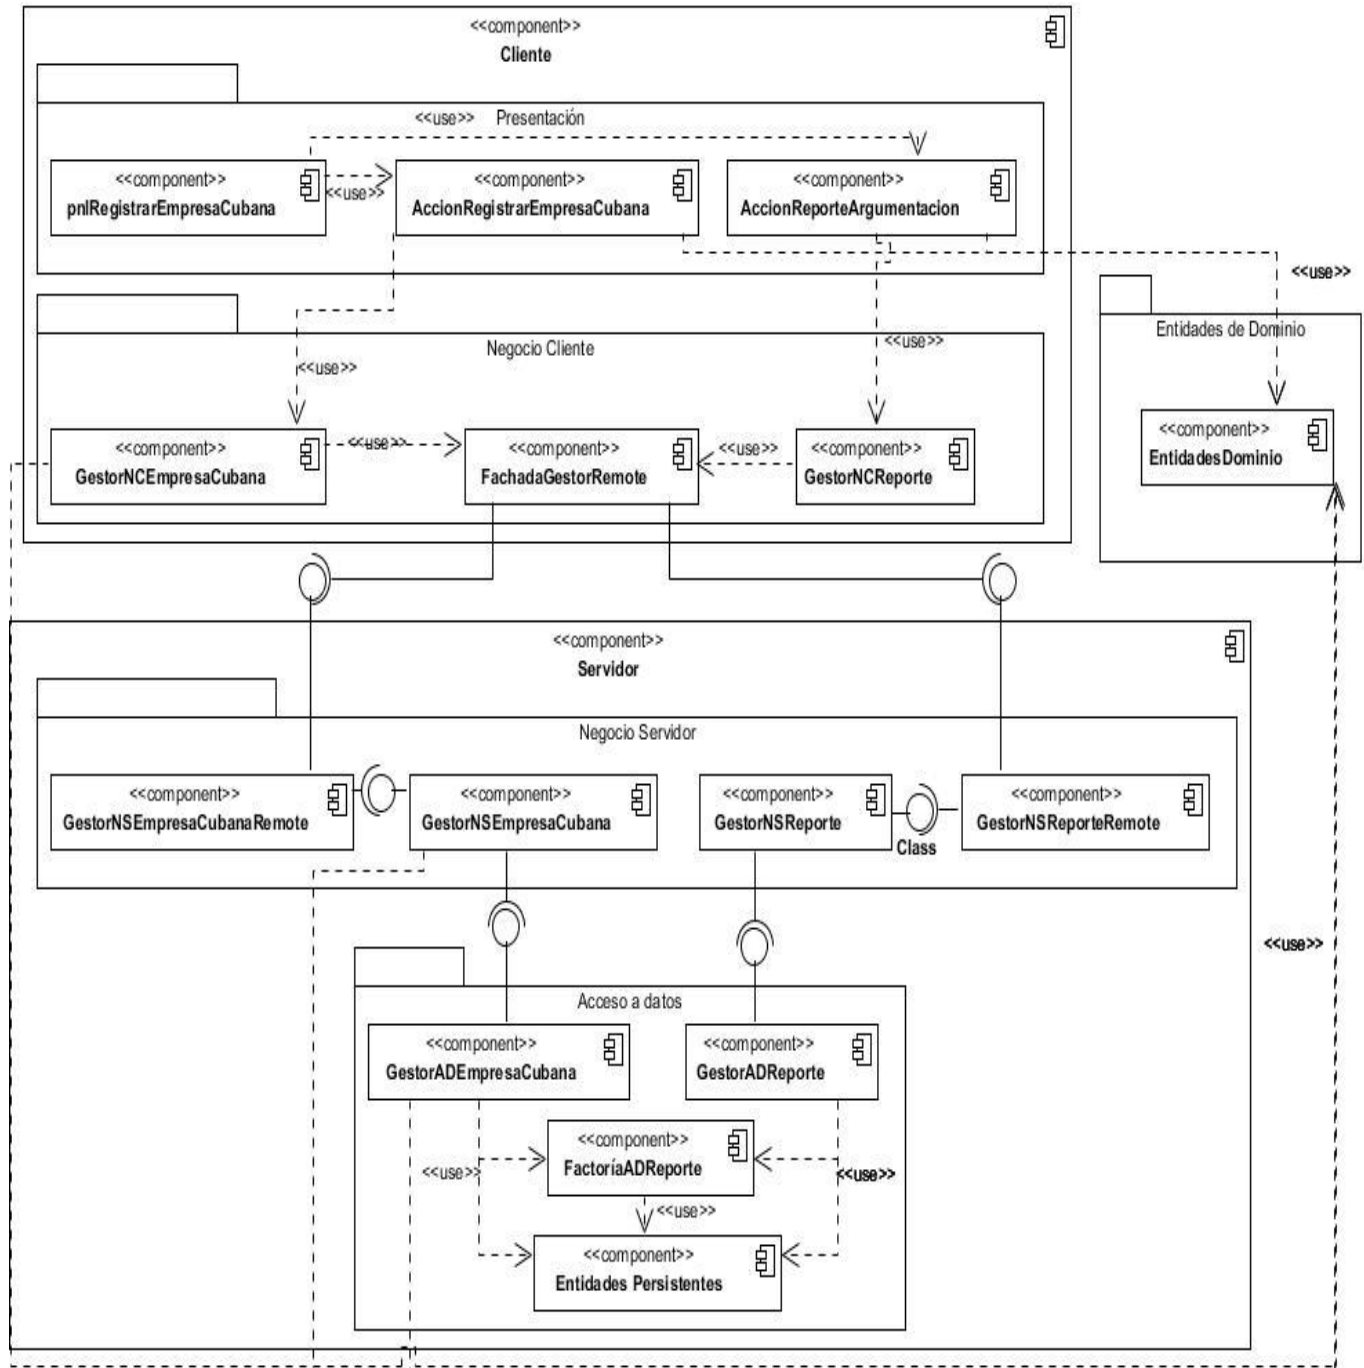 <<component>>
Cliente
<<use>> Presentación
<<component>>
pnlRegistrarEmpresaCubana
<<use>>
<<component>>
AccionRegistrarEmpresaCubana
<<component>>
AccionReporteArgumentacion
<<use>>
Entidades de Dominio
<<component>>
EntidadesDominio
Negocio Cliente
<<use>>
<<use>>
<<component>>
GestorNCEmpresaCubana
<<use>>
<<component>>
FachadaGestorRemote
<<use>>
<<component>>
GestorNCReporte
<<component>>
Servidor
Negocio Servidor
<<component>>
GestorNSEmpresaCubanaRemote
<<component>>
GestorNSEmpresaCubana
<<component>>
GestorNSReporte
Class
<<component>>
GestorNSReporteRemote
<<use>>
Acceso a datos
<<component>>
GestorADEmpresaCubana
<<component>>
GestorADReporte
<<component>>
FactoríaADReporte
<<use>>
<<use>>
<<use>>
<<component>>
Entidades Persistentes